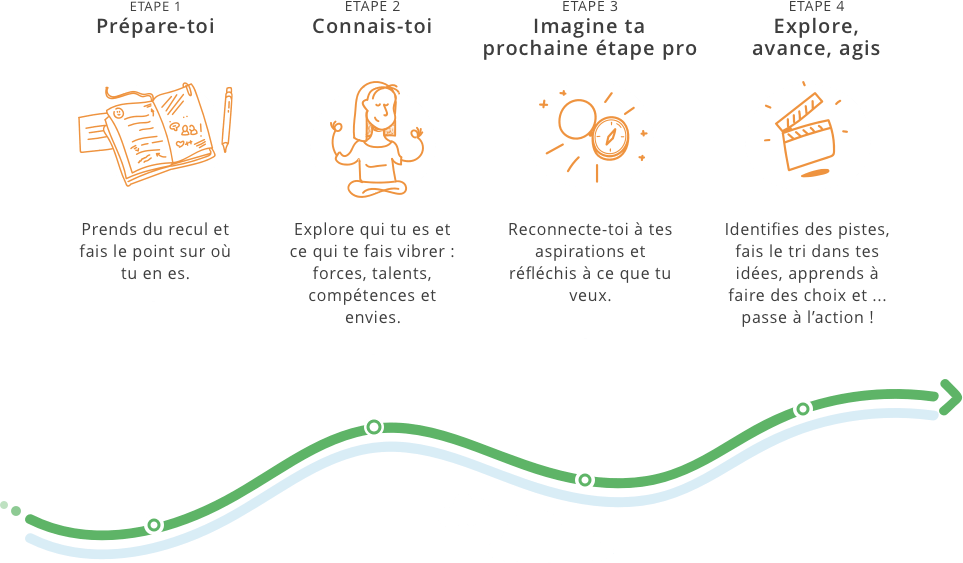 ETAPE 1
Prépare-toi
Prends du recul et
fais le point sur où
tu en es.
ETAPE 2
Connais-toi
Explore qui tu es et
ce qui te fais vibrer :
forces, talents,
compétences et
envies.
ETAPE 3
Imagine ta
prochaine étape pro
Reconnecte-toi à tes
aspirations et
réfléchis à ce que tu
veux.
ETAPE 4
Explore,
avance, agis
Identifies des pistes,
fais le tri dans tes
idées, apprends à
faire des choix et ...
passe à l’action !